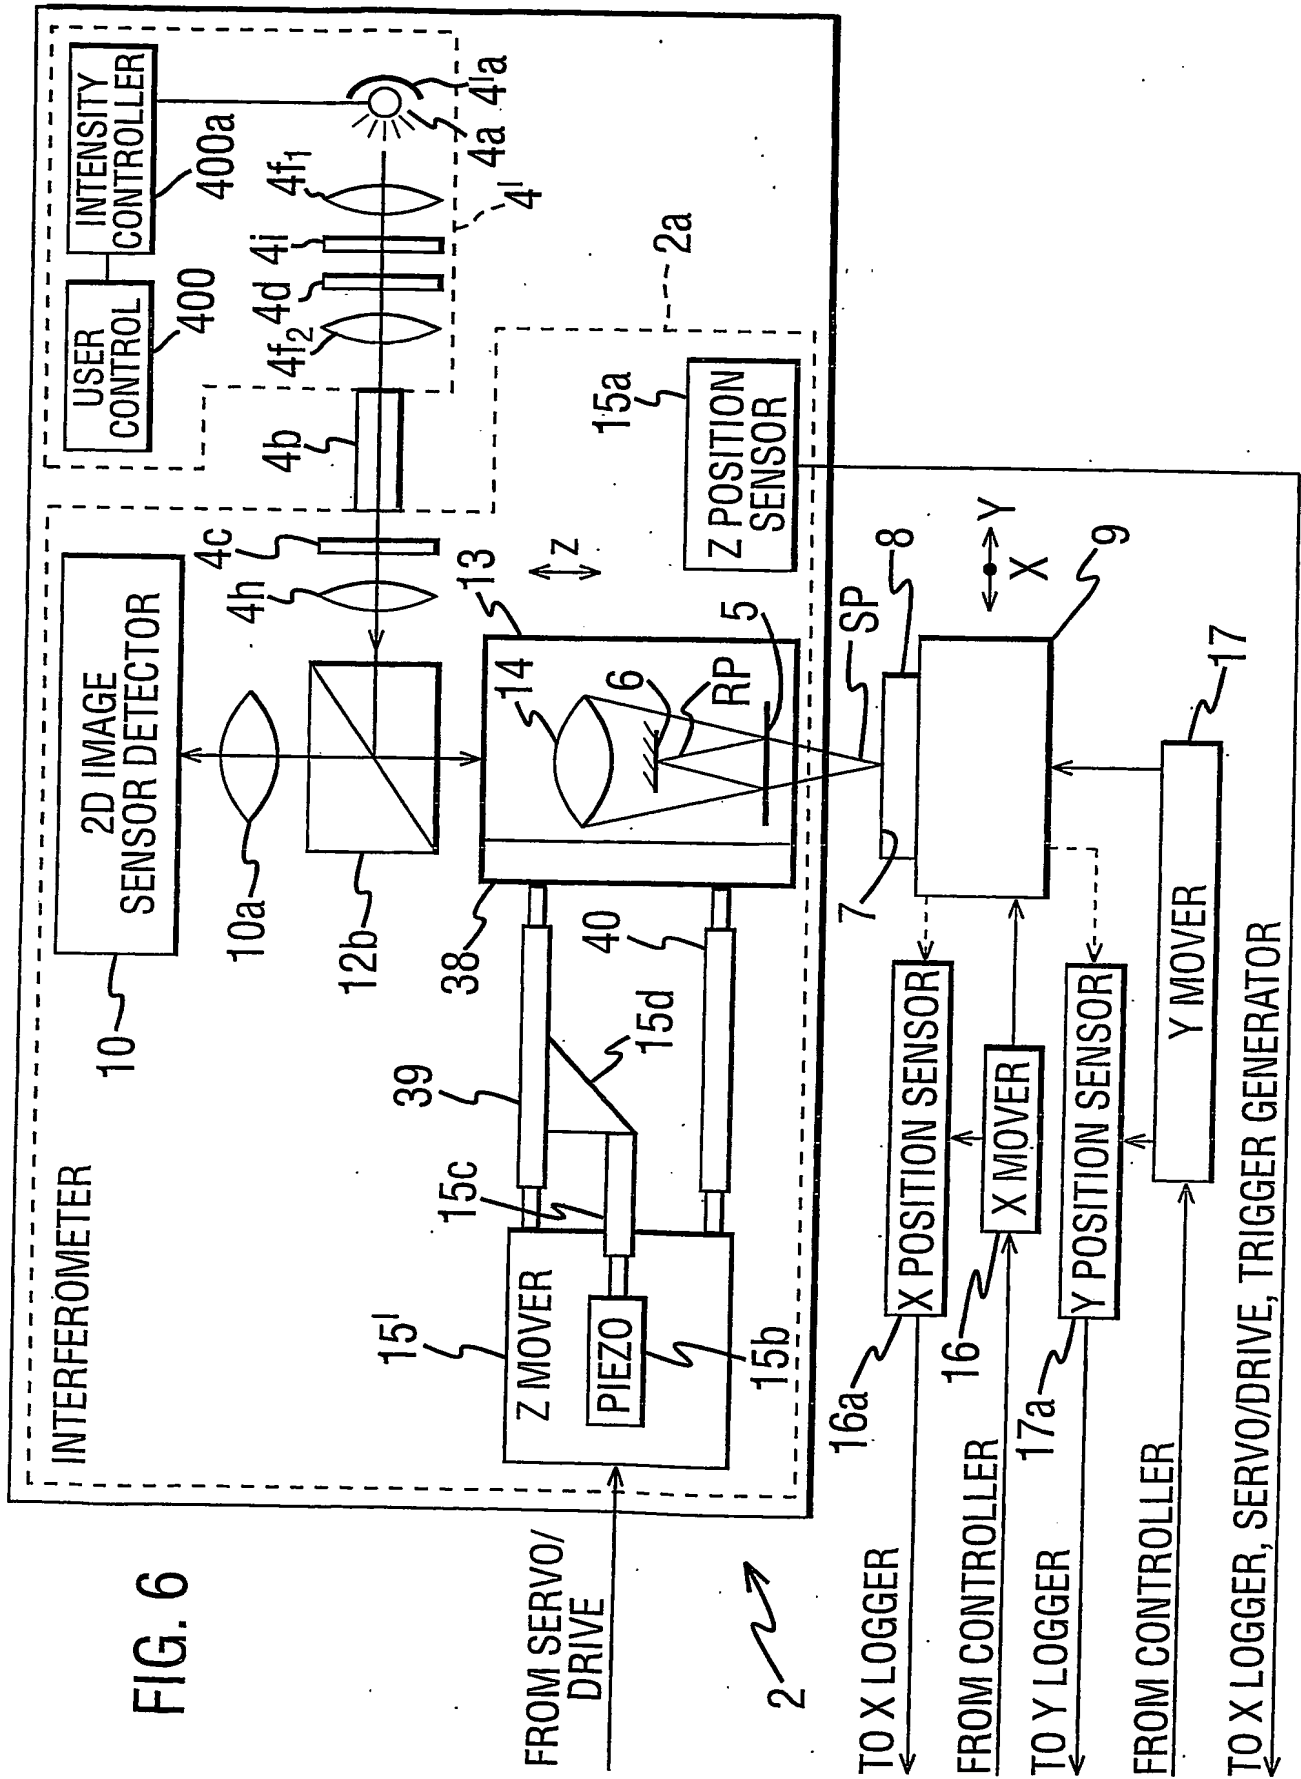 FIG. 6
INTERFEROMETER
USER
CONTROL
400
INTENSITY
CONTROLLER
400a
4a
4'a
4f1
4i
4d
4f2
4'
4b
4c
4h
2a
2D IMAGE
SENSOR DETECTOR
10
10a
12b
13
Z
14
6
RP
5
38
39
40
15d
15c
Z MOVER
15'
PIEZO
15b
Z POSITION
SENSOR
15a
FROM SERVO/
DRIVE
2
SP
7
8
9
Y
X
17
X POSITION SENSOR
16a
X MOVER
16
Y POSITION SENSOR
17a
Y MOVER
TO X LOGGER
FROM CONTROLLER
TO Y LOGGER
FROM CONTROLLER
TO X LOGGER, SERVO/DRIVE, TRIGGER GENERATOR